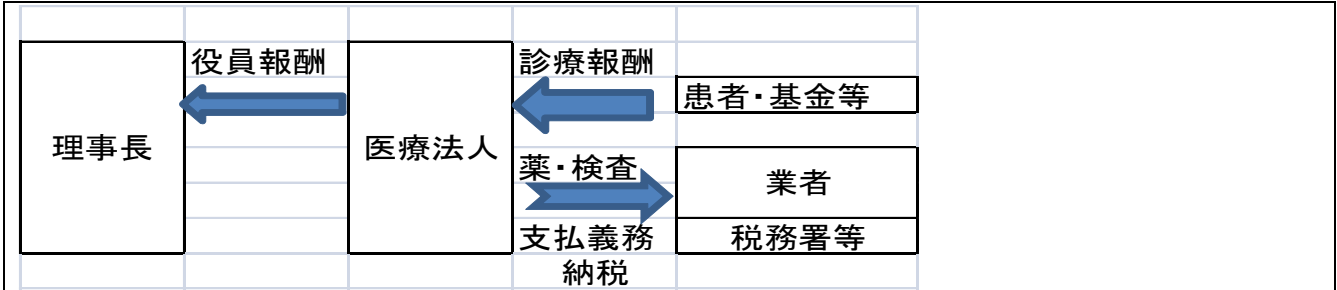 役員報酬
診療報酬
患者・基金等
理事長
医療法人
薬・検査
業者
支払義務
税務署等
納税